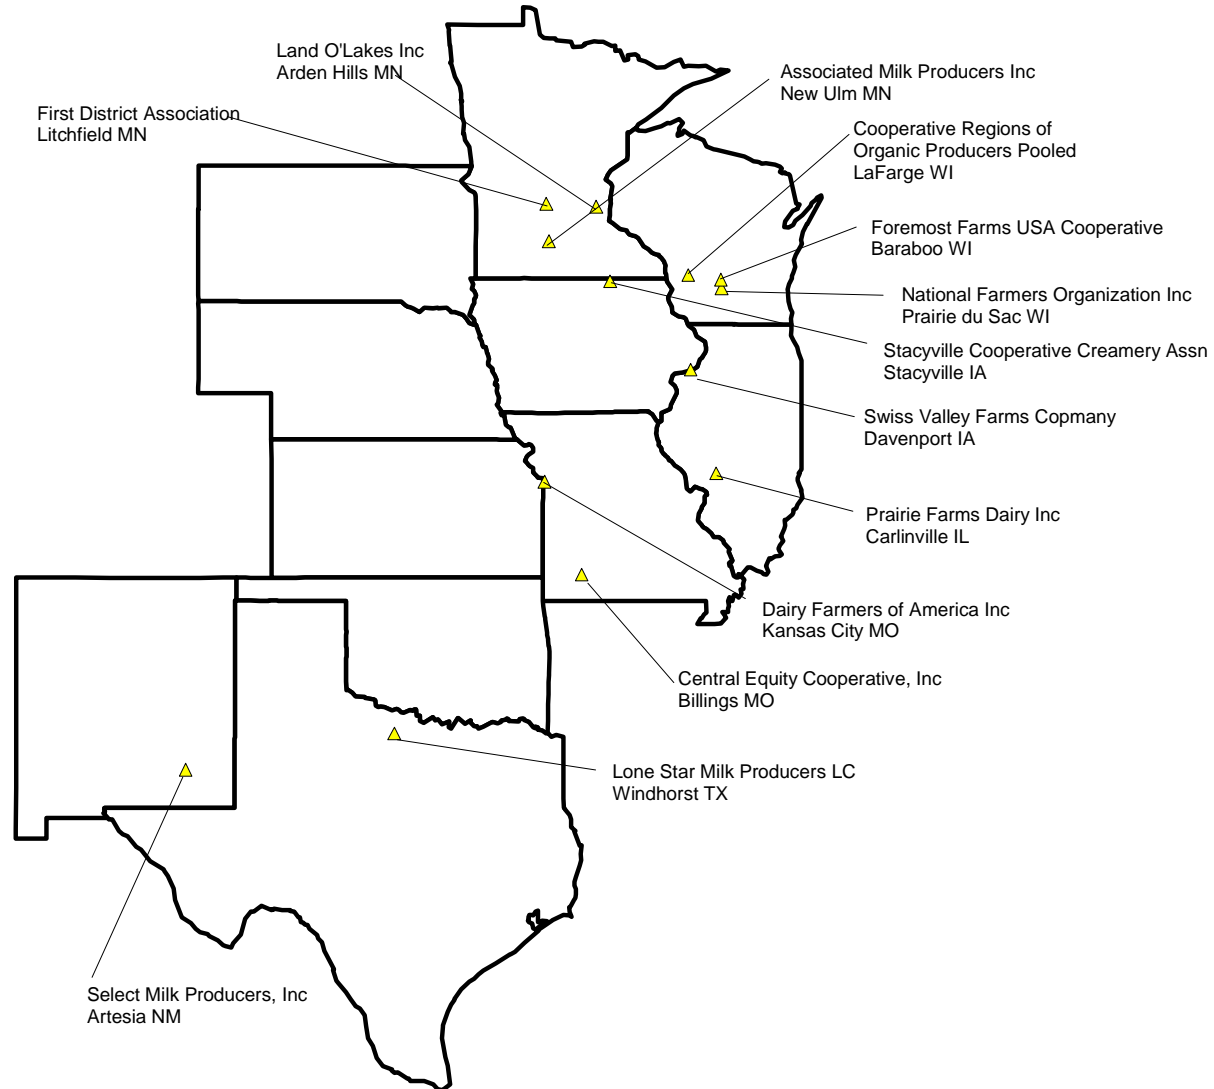 Land O'Lakes Inc
Arden Hills MN
Associated Milk Producers Inc
New Ulm MN
First District Association
Litchfield MN
Cooperative Regions of
Organic Producers Pooled
LaFarge WI
Foremost Farms USA Cooperative
Baraboo WI
National Farmers Organization Inc
Prairie du Sac WI
Stacyville Cooperative Creamery Assn
Stacyville IA
Swiss Valley Farms Copmany
Davenport IA
Prairie Farms Dairy Inc
Carlinville IL
Dairy Farmers of America Inc
Kansas City MO
Central Equity Cooperative, Inc
Billings MO
Lone Star Milk Producers LC
Windhorst TX
Select Milk Producers, Inc
Artesia NM